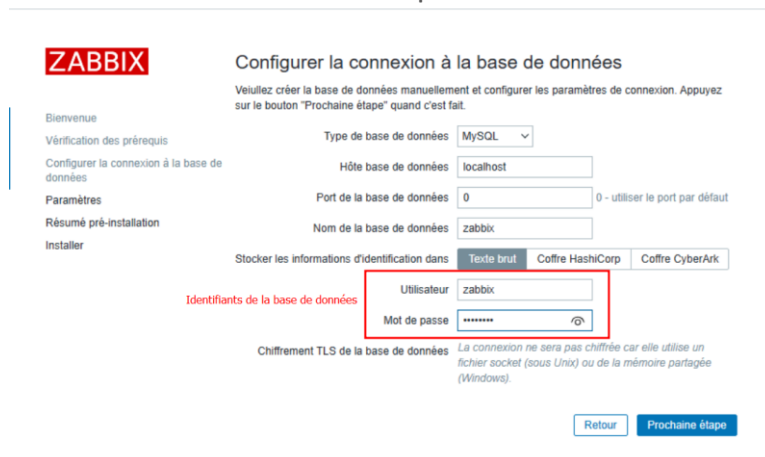 ZABBIX
Configurer la connexion à la base de données
Veiullez créer la base de données manuellement et configurer les paramètres de connexion. Appuyez
sur le bouton "Prochaine étape" quand c'est fait.
Bienvenue
Vérification des prérequis
Configurer la connexion à la base de
données
Paramètres
Résumé pré-installation
Installer
Type de base de données MySQL
Hôte base de données localhost
Port de la base de données 0 0 - utiliser le port par défaut
Nom de la base de données zabbix
Stocker les informations d'identification dans Texte brut Coffre HashiCorp Coffre CyberArk
Identifiants de la base de données
Utilisateur zabbix
Mot de passe ••••••••
Chiffrement TLS de la base de données La connexion ne sera pas chiffrée car elle utilise un
fichier socket (sous Unix) ou de la mémoire partagée
(Windows).
Retour Prochaine étape